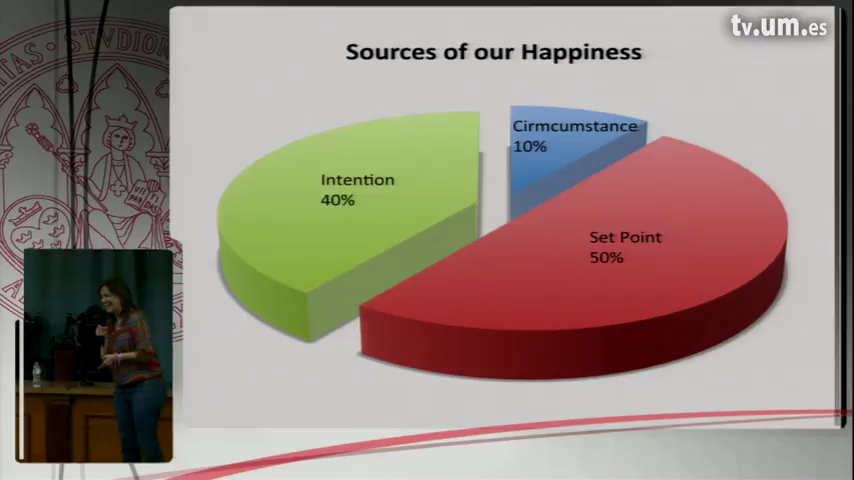 tv.um.es
Sources of our Happiness
Cirmcumstance
10%
Intention
40%
Set Point
50%